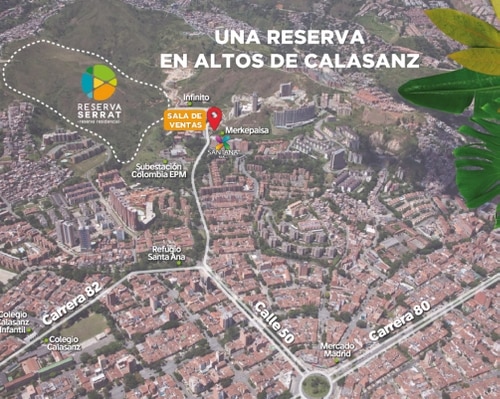 UNA RESERVA
EN ALTOS DE CALASANZ
RESERVA
SERRAT
Infinito
SALA DE
VENTAS
Merkepaisa
SANTANA
Subestación
Colombia EPM
Refugio
Santa Ana
Carrera 82
Calle 50
Carrera 80
Colegio
Calasanz
Infantil
Colegio
Calasanz
Mercado
Madrid